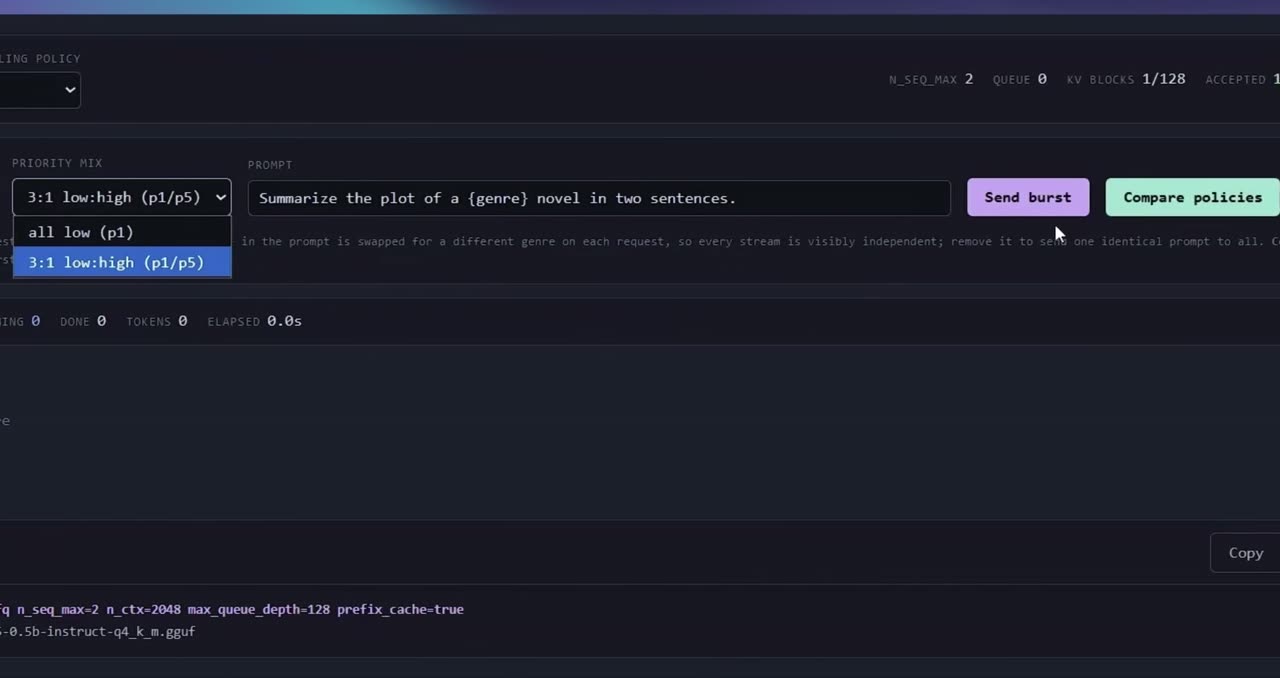 LING POLICY
N_SEQ_MAX 2 QUEUE 0 KV BLOCKS 1/128 ACCEPTED 1
PRIORITY MIX
PROMPT
3:1 low:high (p1/p5)
Summarize the plot of a {genre} novel in two sentences.
Send burst
Compare policies
all low (p1)
3:1 low:high (p1/p5)
in the prompt is swapped for a different genre on each request, so every stream is visibly independent; remove it to send one identical prompt to all.
NING 0 DONE 0 TOKENS 0 ELAPSED 0.0s
Copy
fq n_seq_max=2 n_ctx=2048 max_queue_depth=128 prefix_cache=true
5-0.5b-instruct-q4_k_m.gguf